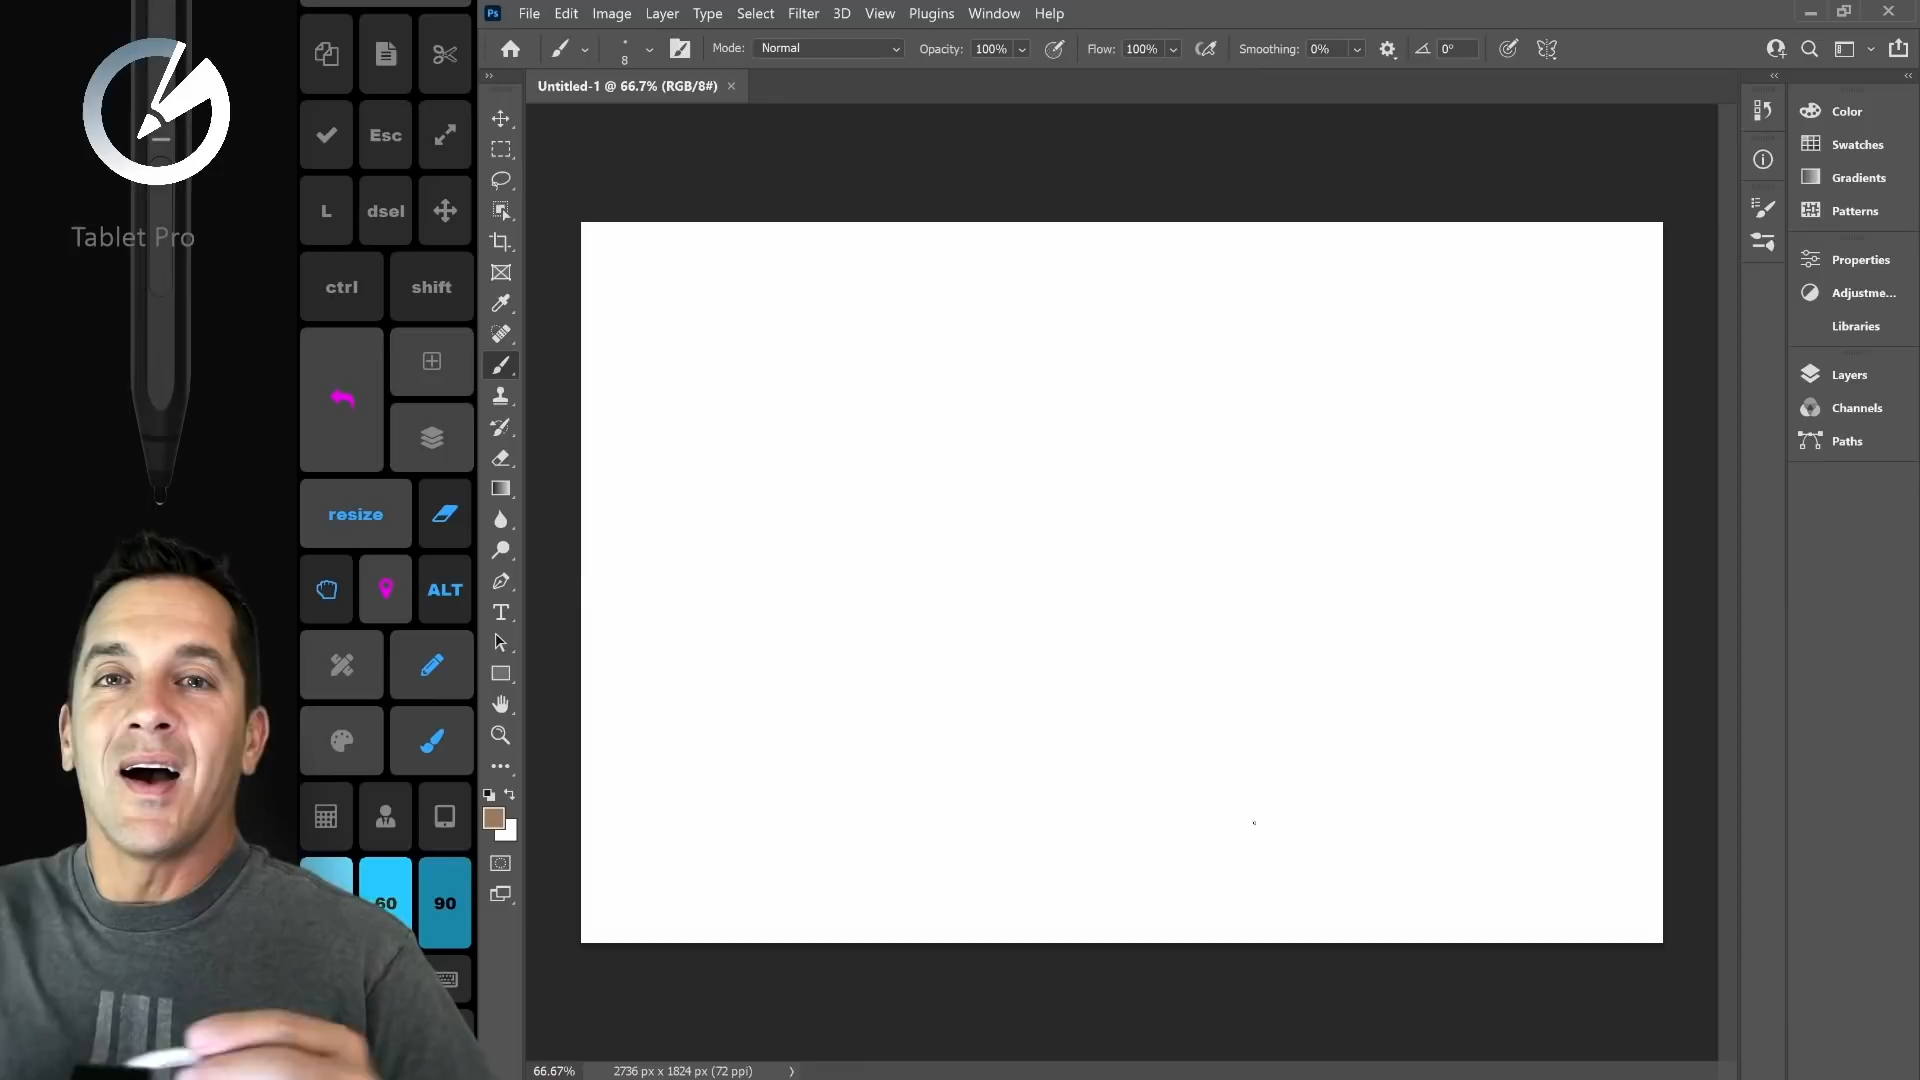 Ps File Edit Image Layer Type Select Filter 3D View Plugins Window Help
8 Mode: Normal Opacity: 100% Flow: 100% Smoothing: 0% 0°
Untitled-1 @ 66.7% (RGB/8#) ×
Tablet Pro
Esc
L dsel
ctrl shift
resize
ALT
60 90
T
Color
Swatches
Gradients
Patterns
Properties
Adjustme...
Libraries
Layers
Channels
Paths
66.67% 2736 px x 1824 px (72 ppi)